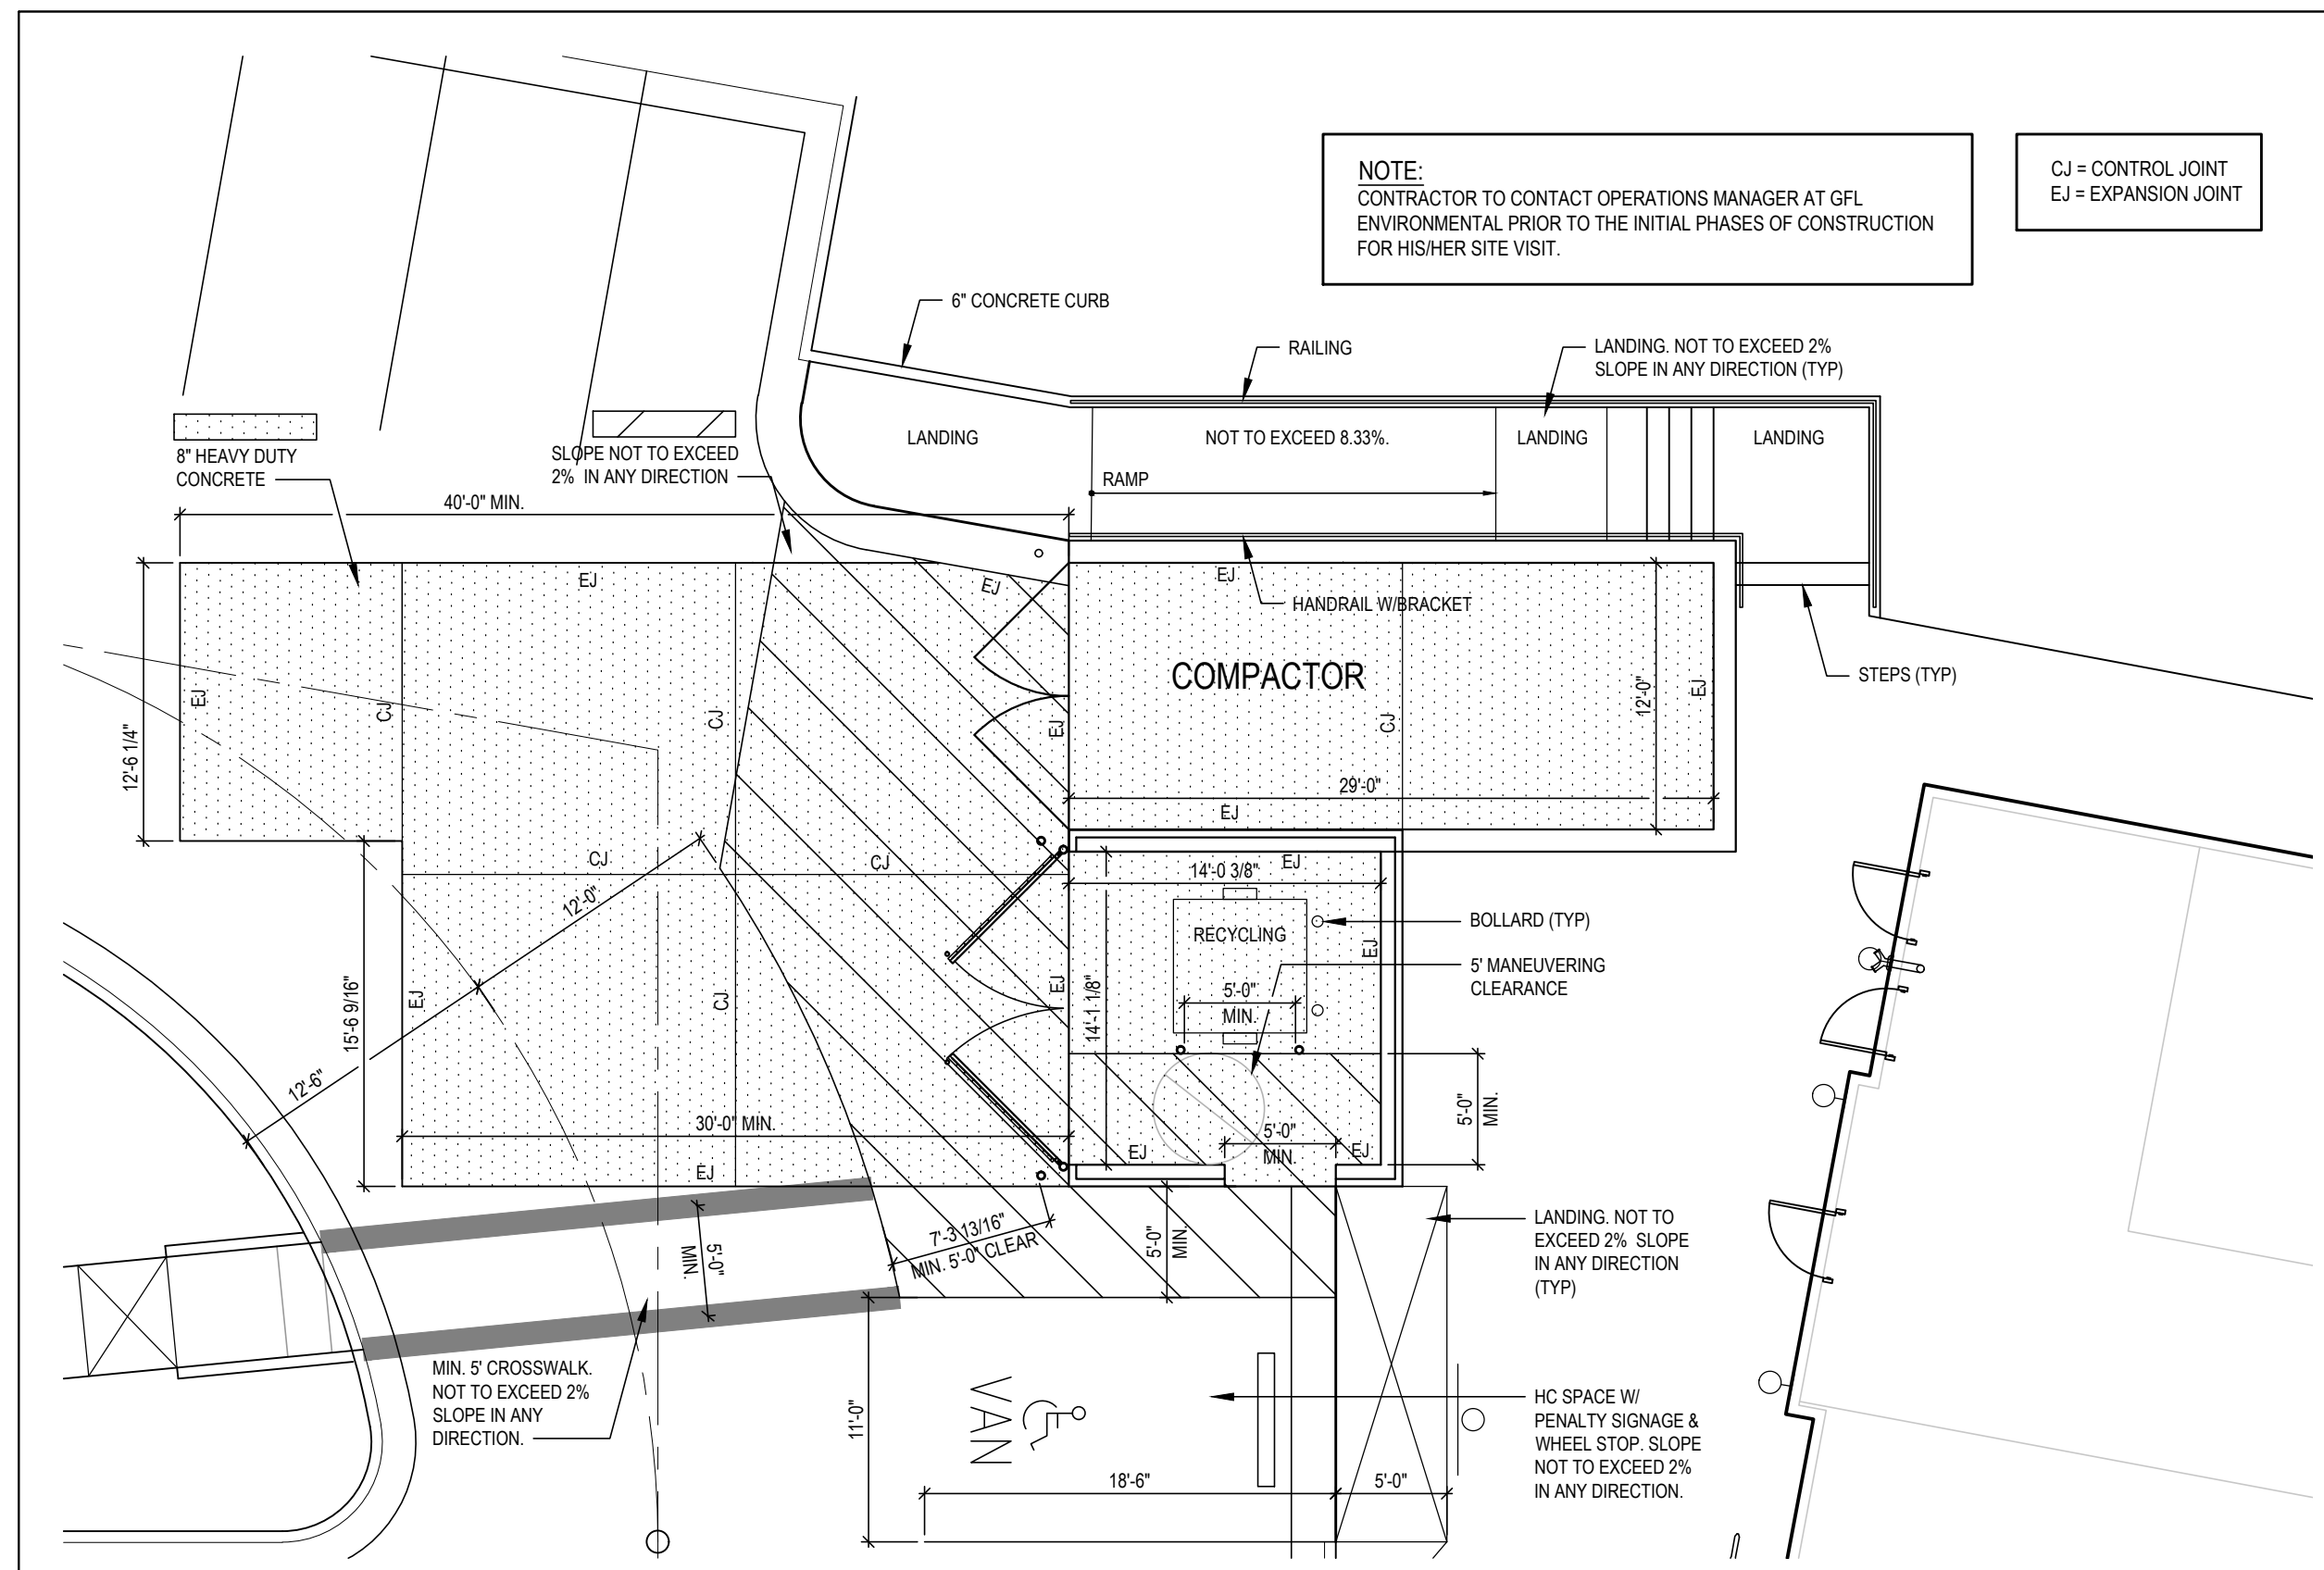 NOTE:
CONTRACTOR TO CONTACT OPERATIONS MANAGER AT GFL
ENVIRONMENTAL PRIOR TO THE INITIAL PHASES OF CONSTRUCTION
FOR HIS/HER SITE VISIT.
CJ = CONTROL JOINT
EJ = EXPANSION JOINT
6" CONCRETE CURB
RAILING
LANDING. NOT TO EXCEED 2%
SLOPE IN ANY DIRECTION (TYP)
LANDING
NOT TO EXCEED 8.33%.
LANDING
LANDING
RAMP
8" HEAVY DUTY
CONCRETE
SLOPE NOT TO EXCEED
2% IN ANY DIRECTION
40'-0" MIN.
EJ
EJ
EJ
HANDRAIL W/BRACKET
COMPACTOR
STEPS (TYP)
12'-0"
EJ
EJ
CJ
CJ
EJ
CJ
12'-6 1/4"
29'-0"
EJ
CJ
CJ
12'-0"
14'-0 3/8"
EJ
BOLLARD (TYP)
RECYCLING
EJ
5' MANEUVERING
CLEARANCE
EJ
CJ
EJ
14'-1 1/8"
5'-0"
MIN.
15'-6 9/16"
12'-6"
30'-0" MIN.
EJ
EJ
5'-0"
MIN.
EJ
5'-0"
MIN.
5'-0"
MIN.
7'-3 13/16"
MIN. 5'-0" CLEAR
5'-0"
MIN.
LANDING. NOT TO
EXCEED 2% SLOPE
IN ANY DIRECTION
(TYP)
MIN. 5' CROSSWALK.
NOT TO EXCEED 2%
SLOPE IN ANY
DIRECTION.
11'-0"
VAN
18'-6"
5'-0"
HC SPACE W/
PENALTY SIGNAGE &
WHEEL STOP. SLOPE
NOT TO EXCEED 2%
IN ANY DIRECTION.